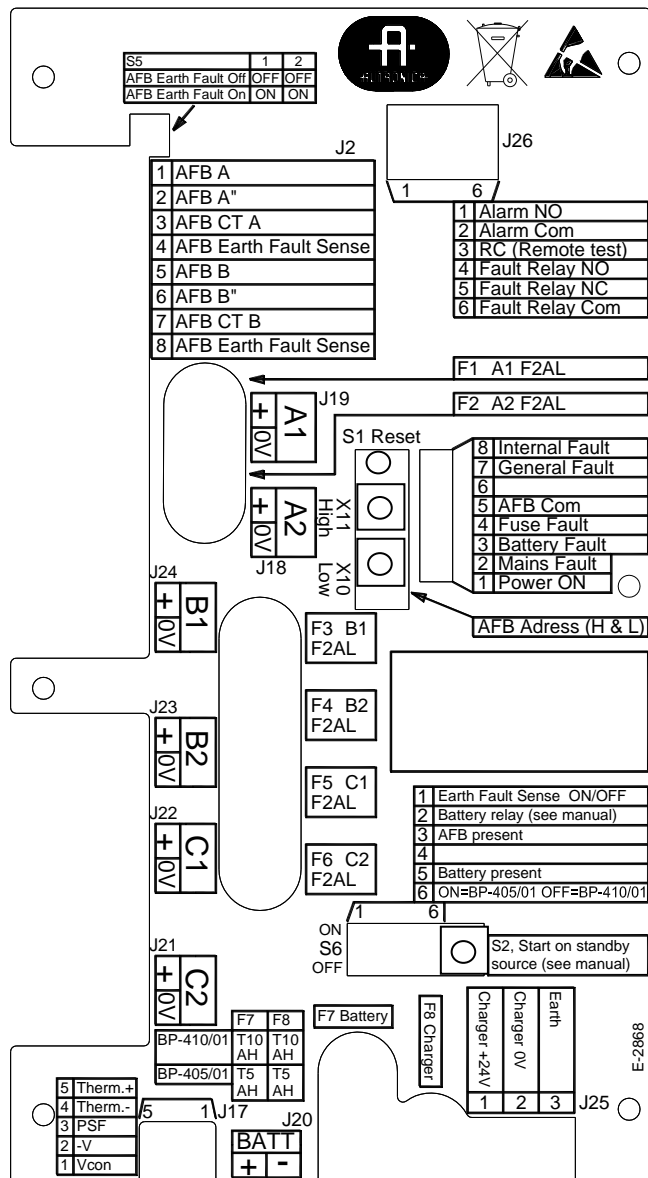 S5 1 2
AFB Earth Fault Off OFF OFF
AFB Earth Fault On ON ON
AUTRONICA
J2
1 AFB A
2 AFB A"
3 AFB CT A
4 AFB Earth Fault Sense
5 AFB B
6 AFB B"
7 AFB CT B
8 AFB Earth Fault Sense
J26
1 6
1 Alarm NO
2 Alarm Com
3 RC (Remote test)
4 Fault Relay NO
5 Fault Relay NC
6 Fault Relay Com
F1 A1 F2AL
F2 A2 F2AL
J19
A1
+ 0V
A2
+ 0V
J18
S1 Reset
X11
High
X10
Low
8 Internal Fault
7 General Fault
6
5 AFB Com
4 Fuse Fault
3 Battery Fault
2 Mains Fault
1 Power ON
AFB Adress (H & L)
J24
B1
+ 0V
F3 B1
F2AL
J23
B2
+ 0V
F4 B2
F2AL
J22
C1
+ 0V
F5 C1
F2AL
F6 C2
F2AL
J21
C2
+ 0V
1 Earth Fault Sense ON/OFF
2 Battery relay (see manual)
3 AFB present
4
5 Battery present
6 ON=BP-405/01 OFF=BP-410/01
1 6
ON
S6
OFF
S2, Start on standby
source (see manual)
F7 F8
BP-410/01 T10 AH T10 AH
BP-405/01 T5 AH T5 AH
F7 Battery
F8 Charger
Charger +24V
Charger 0V
Earth
1 2 3
J25
E-2868
5 Therm.+
4 Therm.-
3 PSF
2 -V
1 Vcon
5 1
J17
J20
BATT
+ -